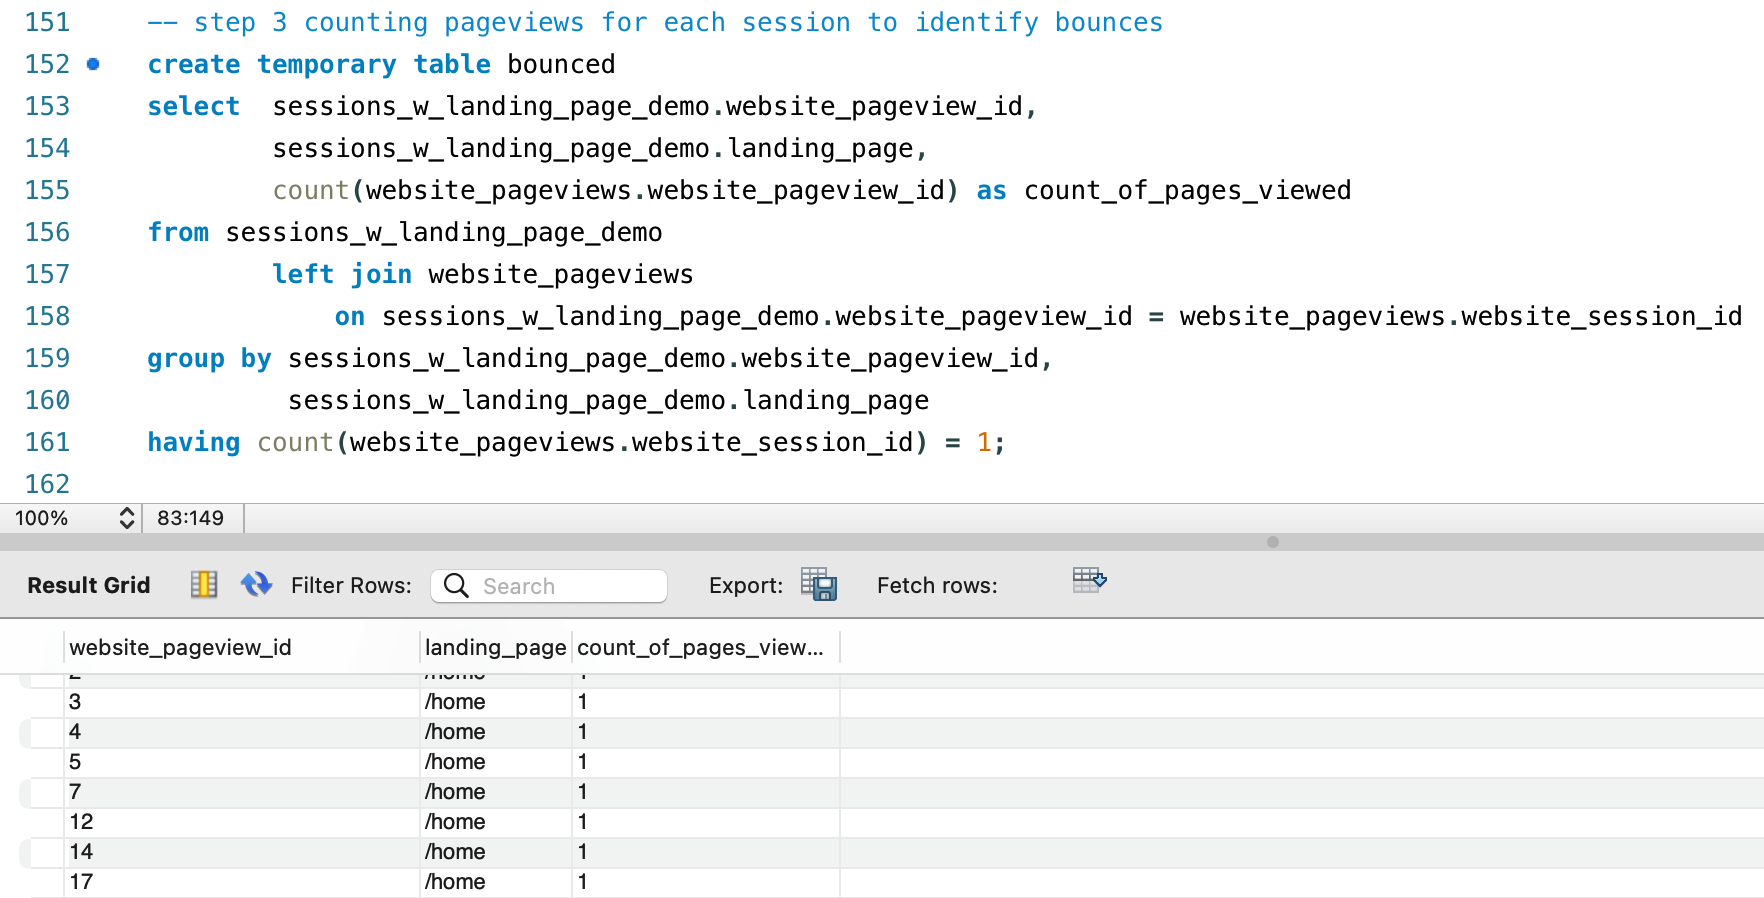 151 -- step 3 counting pageviews for each session to identify bounces
152 create temporary table bounced
153 select sessions_w_landing_page_demo.website_pageview_id,
154 sessions_w_landing_page_demo.landing_page,
155 count(website_pageviews.website_pageview_id) as count_of_pages_viewed
156 from sessions_w_landing_page_demo
157 left join website_pageviews
158 on sessions_w_landing_page_demo.website_pageview_id = website_pageviews.website_session_id
159 group by sessions_w_landing_page_demo.website_pageview_id,
160 sessions_w_landing_page_demo.landing_page
161 having count(website_pageviews.website_session_id) = 1;
162
100% 83:149
Result Grid Filter Rows: Search Export: Fetch rows:
website_pageview_id landing_page count_of_pages_view...
3 /home 1
4 /home 1
5 /home 1
7 /home 1
12 /home 1
14 /home 1
17 /home 1